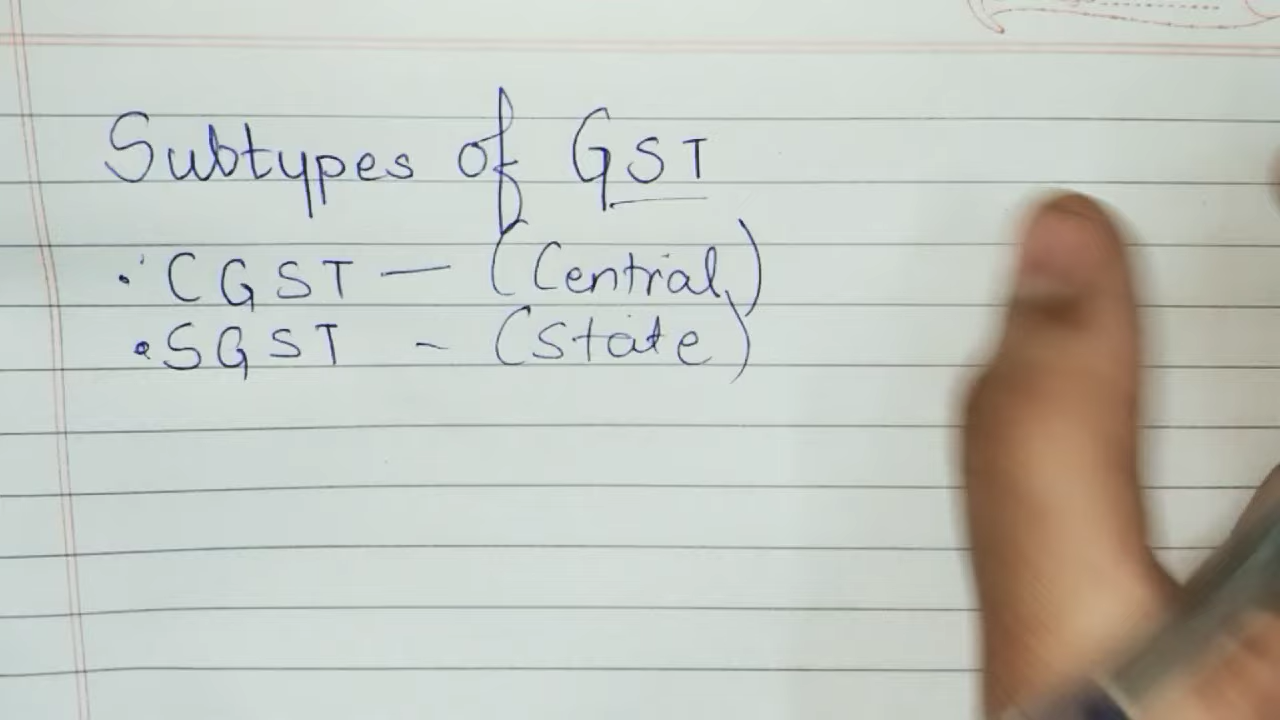 Subtypes of GST
• CGST — (Central)
• SGST - (State)